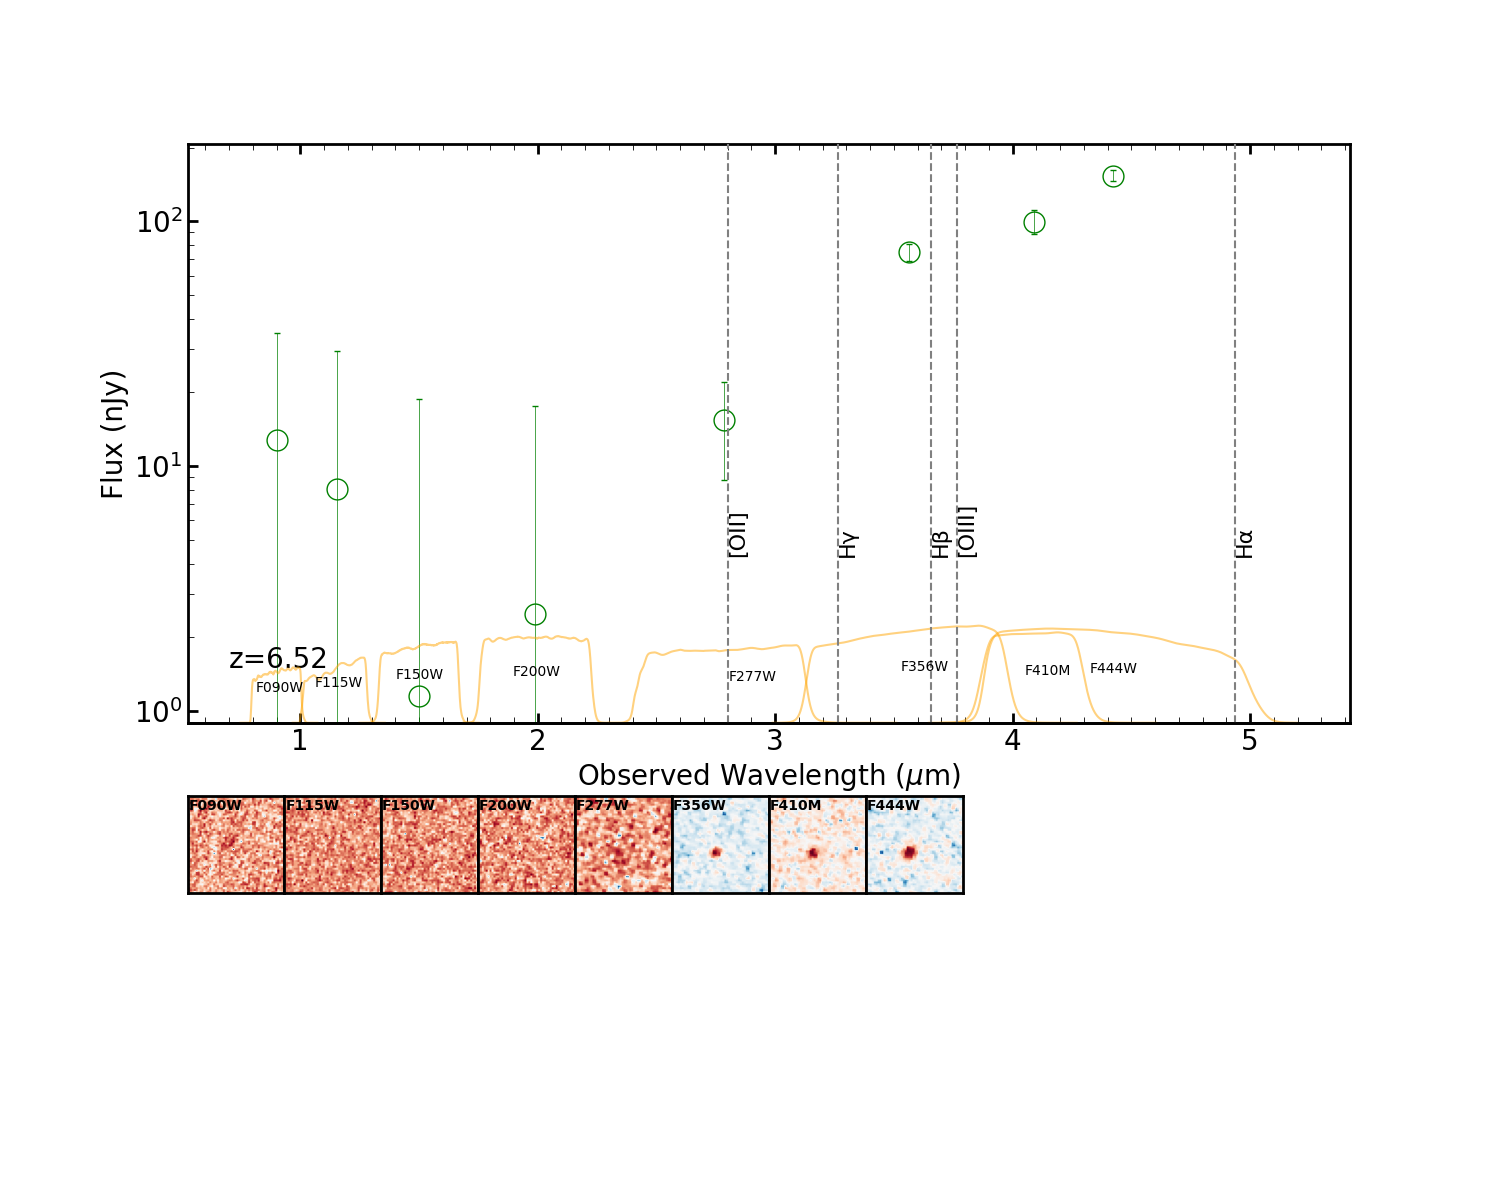 Flux (nJy)
10²
10¹
10⁰
[OII]
Hγ
Hβ
[OIII]
Hα
z=6.52
F090W
F115W
F150W
F200W
F277W
F356W
F410M
F444W
1 2 3 4 5
Observed Wavelength (μm)
F090W F115W F150W F200W F277W F356W F410M F444W